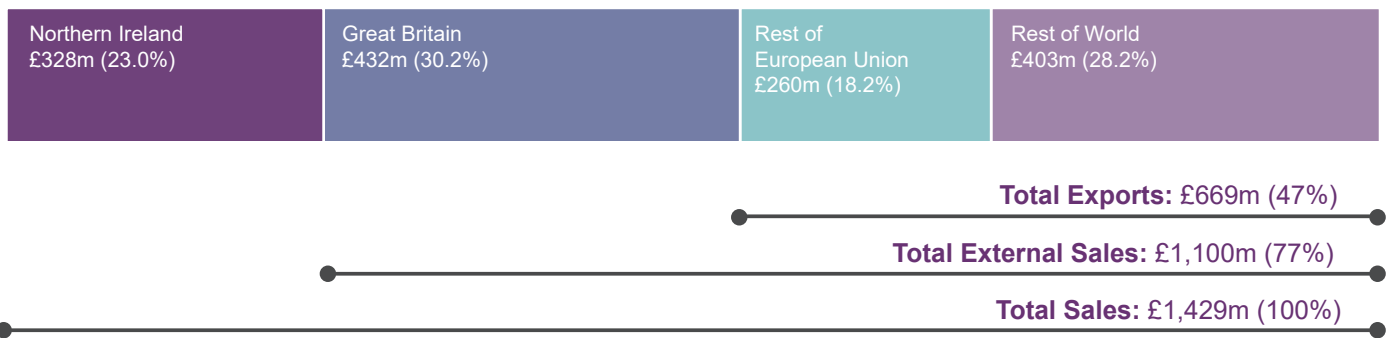 Northern Ireland
£328m (23.0%)
Great Britain
£432m (30.2%)
Rest of
European Union
£260m (18.2%)
Rest of World
£403m (28.2%)
Total Exports: £669m (47%)
Total External Sales: £1,100m (77%)
Total Sales: £1,429m (100%)